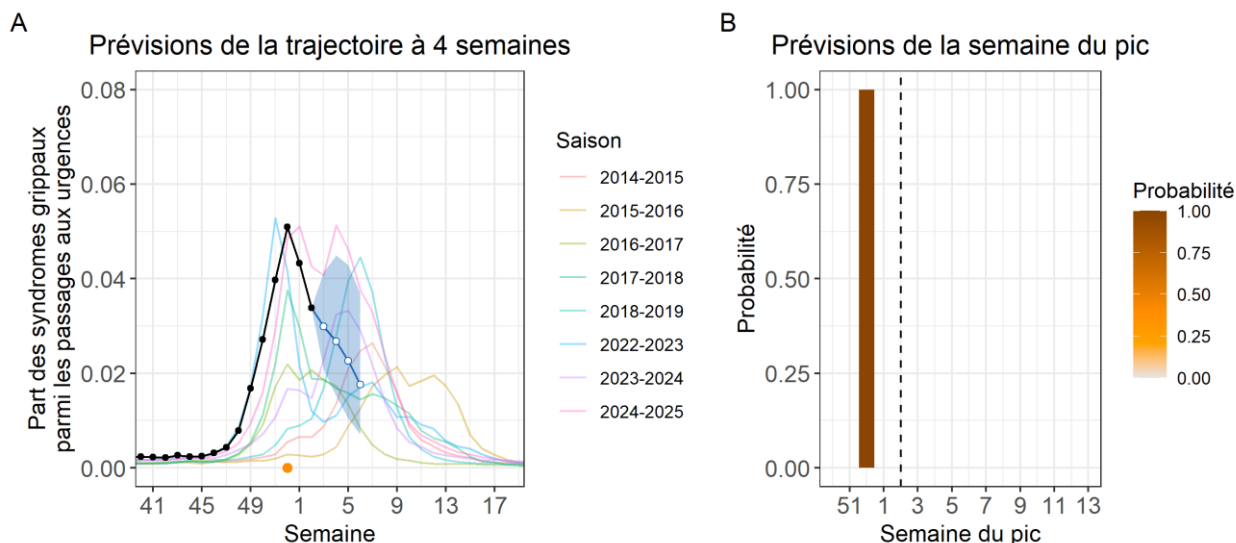 A
Prévisions de la trajectoire à 4 semaines
Part des syndromes grippaux
parmi les passages aux urgences
0.08
0.06
0.04
0.02
0.00
41 45 49 1 5 9 13 17
Semaine
Saison
2014-2015
2015-2016
2016-2017
2017-2018
2018-2019
2022-2023
2023-2024
2024-2025
B
Prévisions de la semaine du pic
Probabilité
1.00
0.75
0.50
0.25
0.00
51 1 3 5 7 9 11 13
Semaine du pic
Probabilité
1.00
0.75
0.50
0.25
0.00